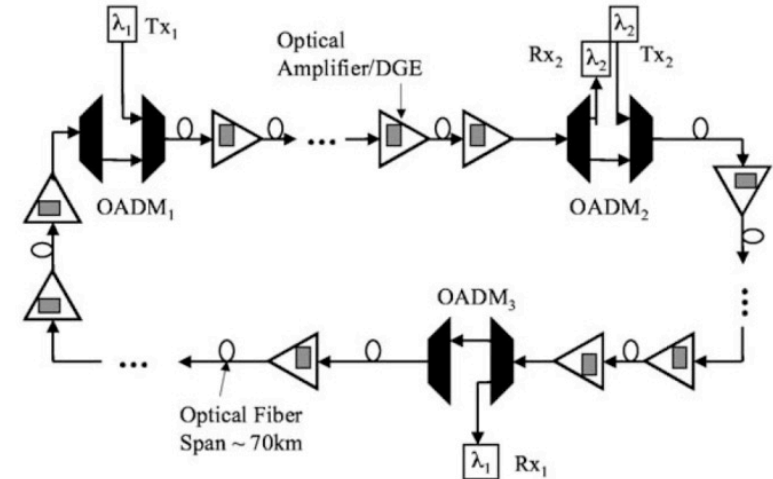 λ₁ Tx₁
Optical
Amplifier/DGE
Rx₂ λ₂ λ₂ Tx₂
...
OADM₁
OADM₂
OADM₃
...
...
Optical Fiber
Span ~ 70km
λ₁ Rx₁